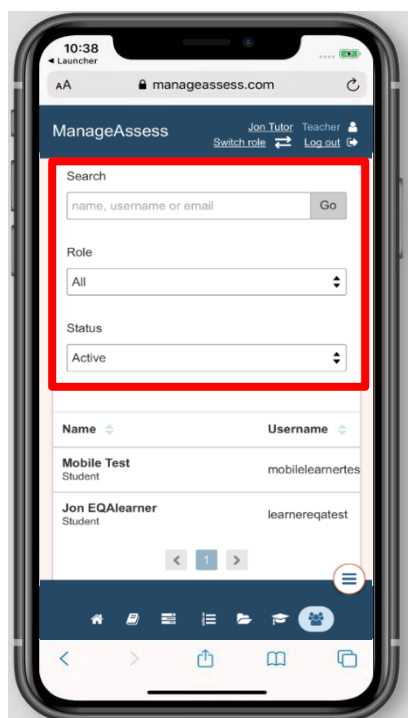 10:38
Launcher
AA manageassess.com
ManageAssess Jon Tutor Teacher
Switch role Log out
Search
name, username or email Go
Role
All
Status
Active
Name Username
Mobile Test mobilelearnertes
Student
Jon EQAlearner learnereqatest
Student
1